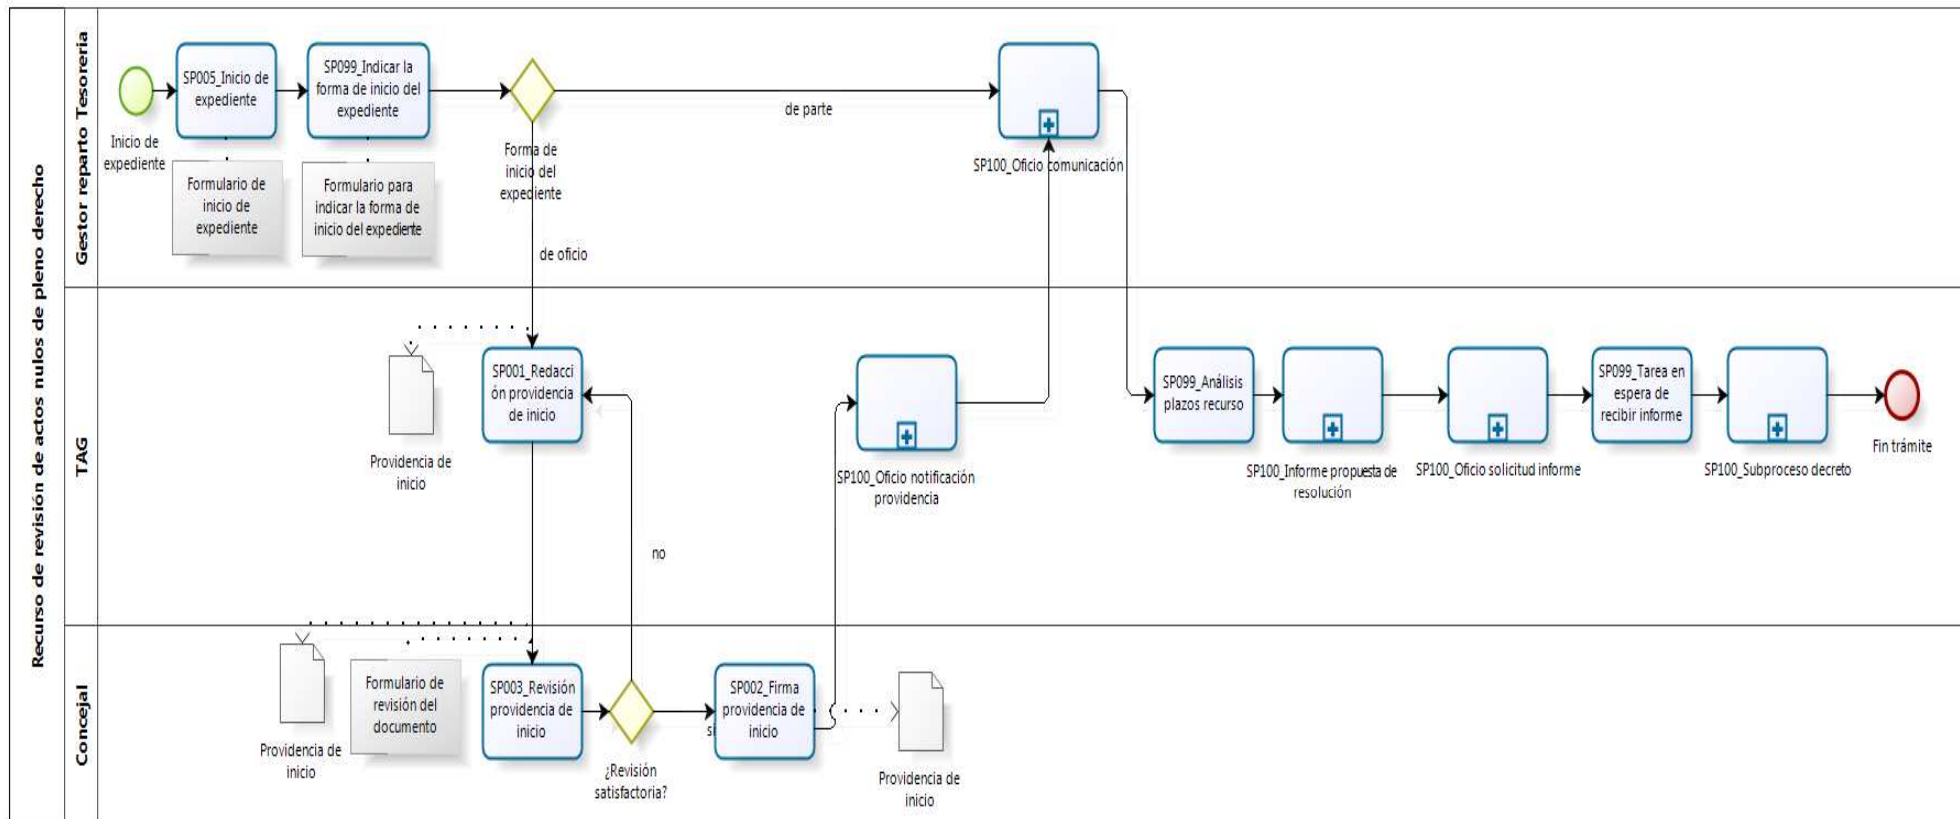 Recurso de revisión de actos nulos de pleno derecho
Gestor reparto Tesoreria
Inicio de
expediente
SP005_Inicio de
expediente
Formulario de
inicio de
expediente
SP099_Indicar la
forma de inicio del
expediente
Formulario para
indicar la forma de
inicio del expediente
Forma de
inicio del
expediente
de parte
de oficio
SP100_Oficio comunicación
TAG
Providencia de
inicio
SP001_Redacci
ón providencia
de inicio
no
SP100_Oficio notificación
providencia
SP099_Análisis
plazos recurso
SP100_Informe propuesta de
resolución
SP100_Oficio solicitud informe
SP099_Tarea en
espera de
recibir informe
SP100_Subproceso decreto
Fin trámite
Concejal
Providencia de
inicio
Formulario de
revisión del
documento
SP003_Revisión
providencia de
inicio
¿Revisión
satisfactoria?
si
SP002_Firma
providencia de
inicio
Providencia de
inicio